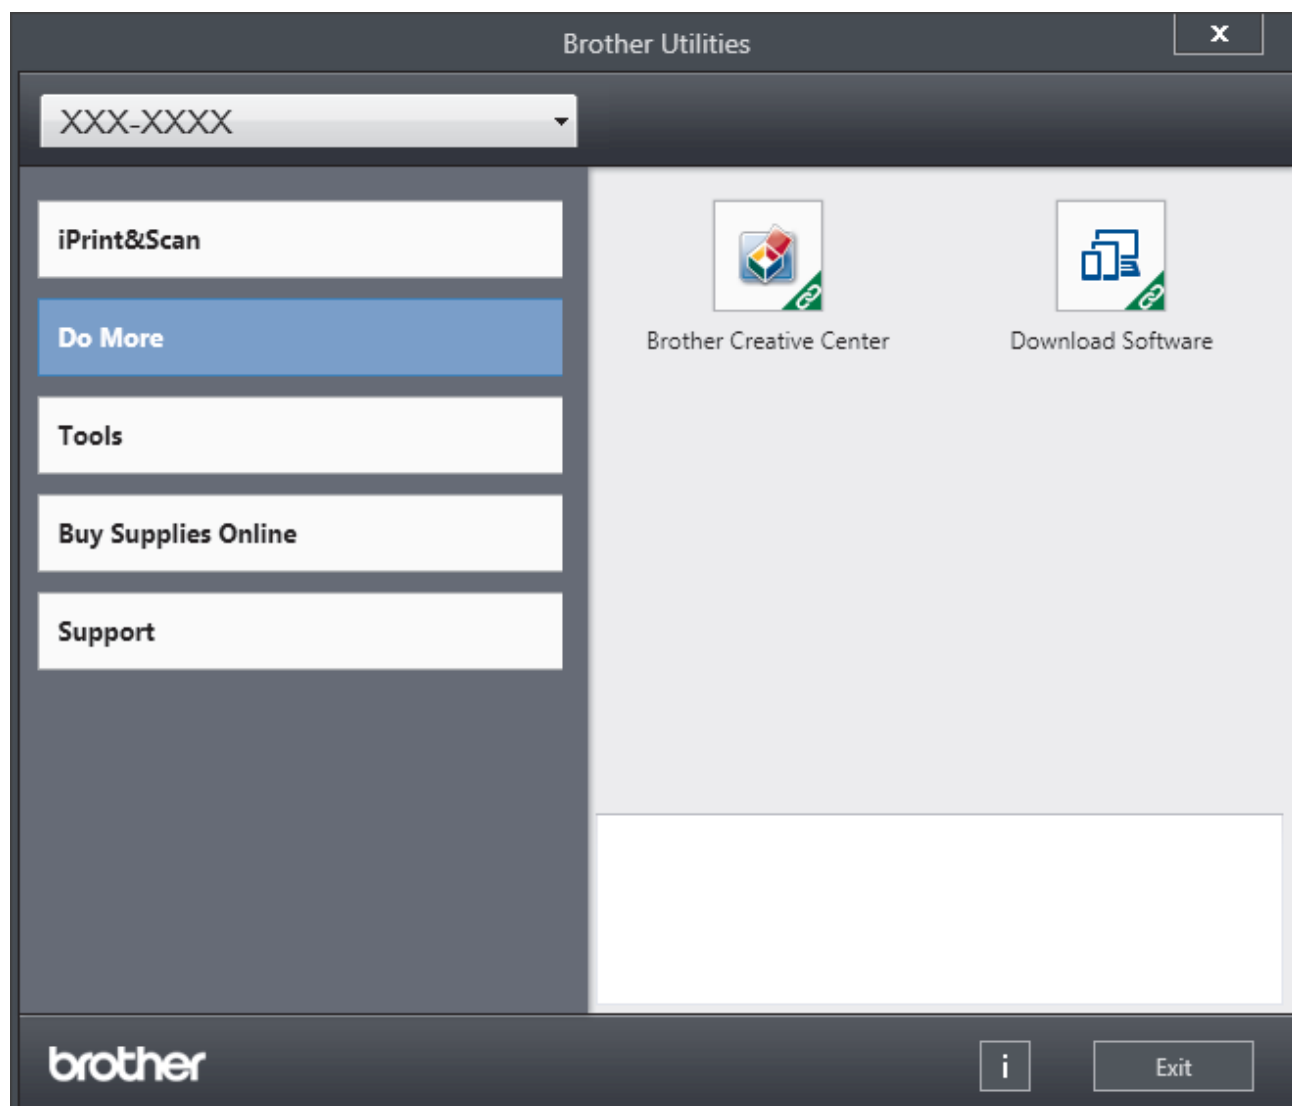 Brother Utilities
x
XXX-XXXX
iPrint&Scan
Do More
Tools
Buy Supplies Online
Support
Brother Creative Center
Download Software
brother
i
Exit